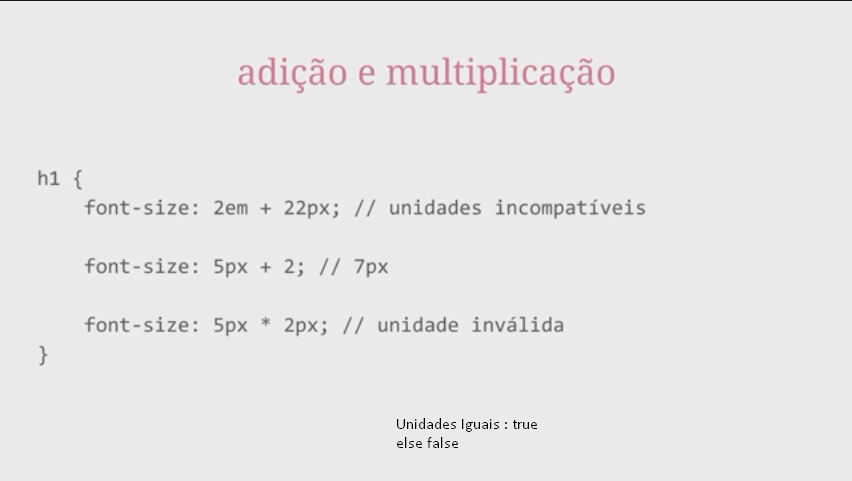 adição e multiplicação
h1 {
font-size: 2em + 22px; // unidades incompatíveis
font-size: 5px + 2; // 7px
font-size: 5px * 2px; // unidade inválida
}
Unidades Iguais : true
else false